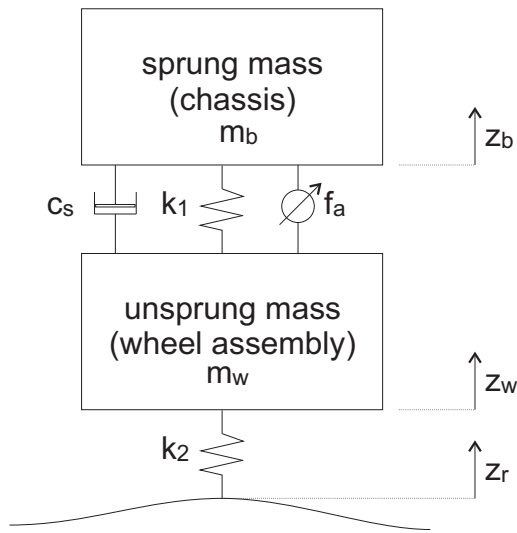 sprung mass
(chassis)
mb
zb
cs
k1
fa
unsprung mass
(wheel assembly)
mw
zw
k2
zr